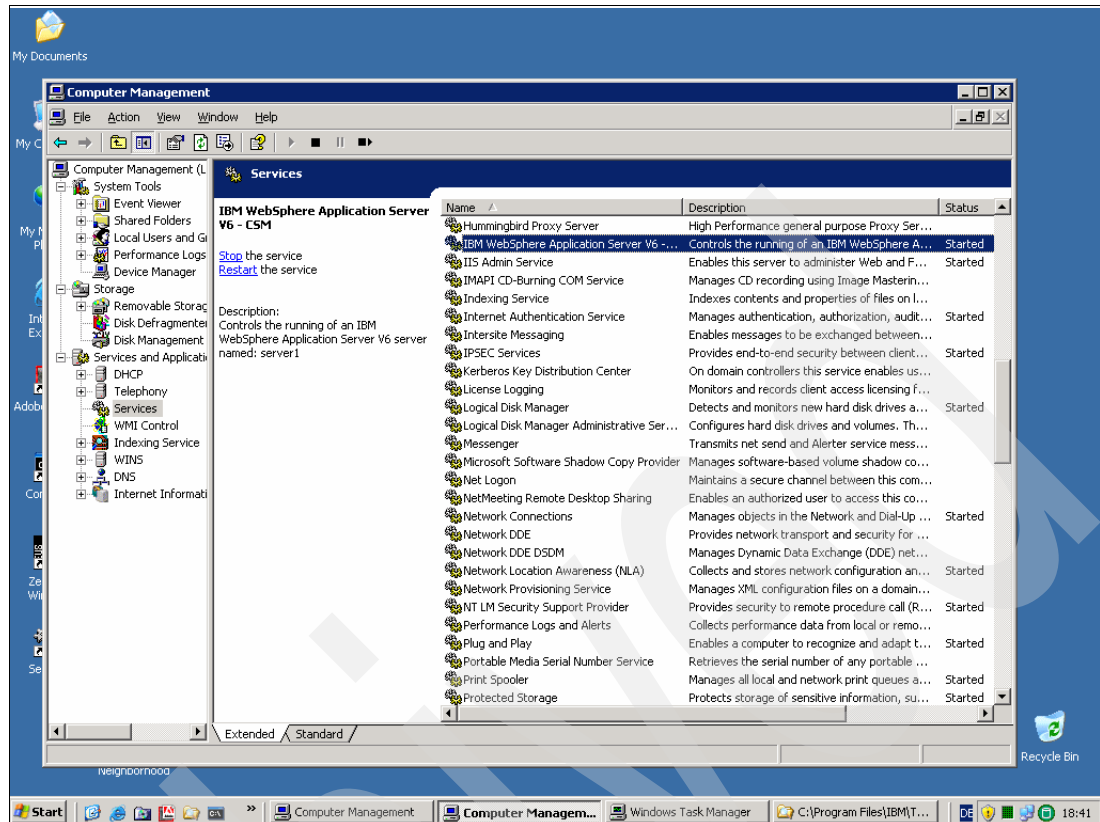 My Documents
Computer Management
File Action View Window Help
My C
Computer Management (L
System Tools
Event Viewer
Shared Folders
Local Users and Gr
Performance Logs
Device Manager
Storage
Removable Storag
Disk Defragmenter
Disk Management
Services and Applicati
DHCP
Telephony
Services
WMI Control
Indexing Service
WINS
DNS
Internet Informati
Services
IBM WebSphere Application Server
V6 - CSM
Stop the service
Restart the service
Description:
Controls the running of an IBM
WebSphere Application Server V6 server
named: server1
Name Description Status
Hummingbird Proxy Server High Performance general purpose Proxy Ser...
IBM WebSphere Application Server V6 -... Controls the running of an IBM WebSphere A... Started
IIS Admin Service Enables this server to administer Web and F... Started
IMAPI CD-Burning COM Service Manages CD recording using Image Masterin...
Indexing Service Indexes contents and properties of files on l...
Internet Authentication Service Manages authentication, authorization, audit... Started
Intersite Messaging Enables messages to be exchanged between...
IPSEC Services Provides end-to-end security between client... Started
Kerberos Key Distribution Center On domain controllers this service enables us...
License Logging Monitors and records client access licensing f...
Logical Disk Manager Detects and monitors new hard disk drives a... Started
Logical Disk Manager Administrative Ser... Configures hard disk drives and volumes. Th...
Messenger Transmits net send and Alerter service mess...
Microsoft Software Shadow Copy Provider Manages software-based volume shadow co...
Net Logon Maintains a secure channel between this com...
NetMeeting Remote Desktop Sharing Enables an authorized user to access this co...
Network Connections Manages objects in the Network and Dial-Up ... Started
Network DDE Provides network transport and security for ...
Network DDE DSDM Manages Dynamic Data Exchange (DDE) net...
Network Location Awareness (NLA) Collects and stores network configuration an... Started
Network Provisioning Service Manages XML configuration files on a domain...
NT LM Security Support Provider Provides security to remote procedure call (R... Started
Performance Logs and Alerts Collects performance data from local or remo...
Plug and Play Enables a computer to recognize and adapt t... Started
Portable Media Serial Number Service Retrieves the serial number of any portable ...
Print Spooler Manages all local and network print queues a... Started
Protected Storage Protects storage of sensitive information, su... Started
Extended Standard
My N
Pl
Int
Ex
Adob
Con
Ze
Wi
Se
Neighborhood
Recycle Bin
Start » Computer Management Computer Managem... Windows Task Manager C:\Program Files\IBM\T... DE 18:41